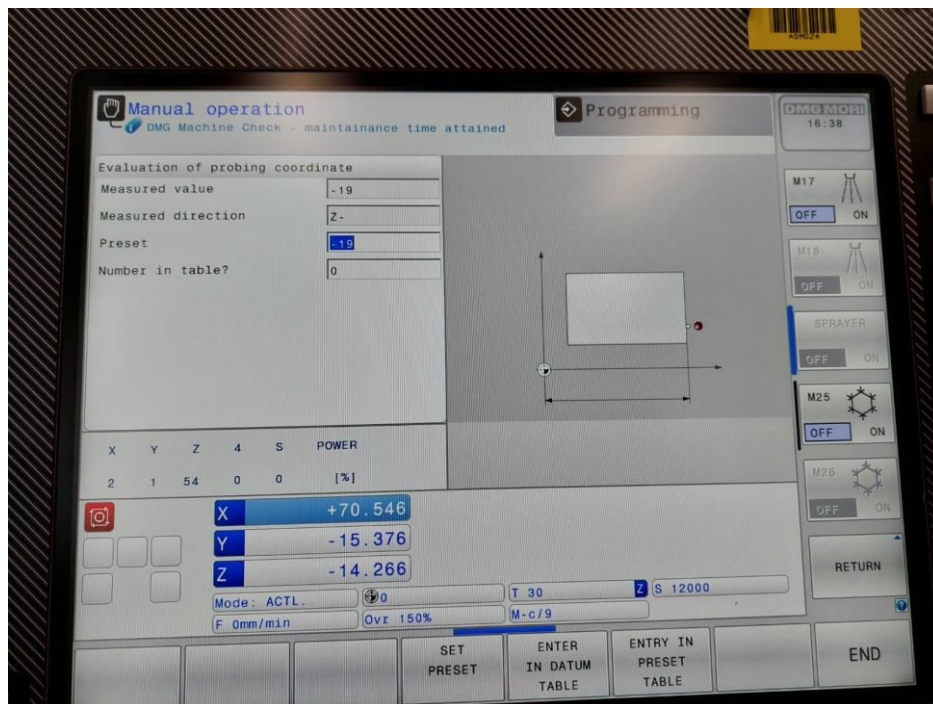 *DMG2*
Manual operation
DMG Machine Check - maintainance time attained
Programming
DMG MORI
16:38
Evaluation of probing coordinate
Measured value -19
Measured direction Z-
Preset -19
Number in table? 0
M17
OFF ON
M18
OFF ON
SPRAYER
OFF ON
M25
OFF ON
M26
OFF ON
RETURN
X Y Z 4 S POWER
2 1 54 0 0 [%]
X +70.546
Y -15.376
Z -14.266
Mode: ACTL. 0 T 30 Z S 12000
F 0mm/min Ovr 150% M-c/9
SET PRESET
ENTER IN DATUM TABLE
ENTRY IN PRESET TABLE
END